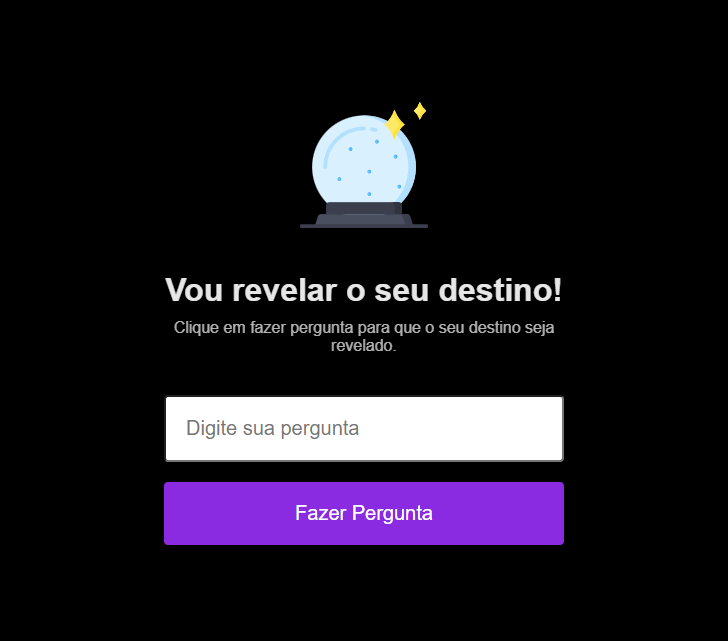 Vou revelar o seu destino!
Clique em fazer pergunta para que o seu destino seja
revelado.
Digite sua pergunta
Fazer Pergunta